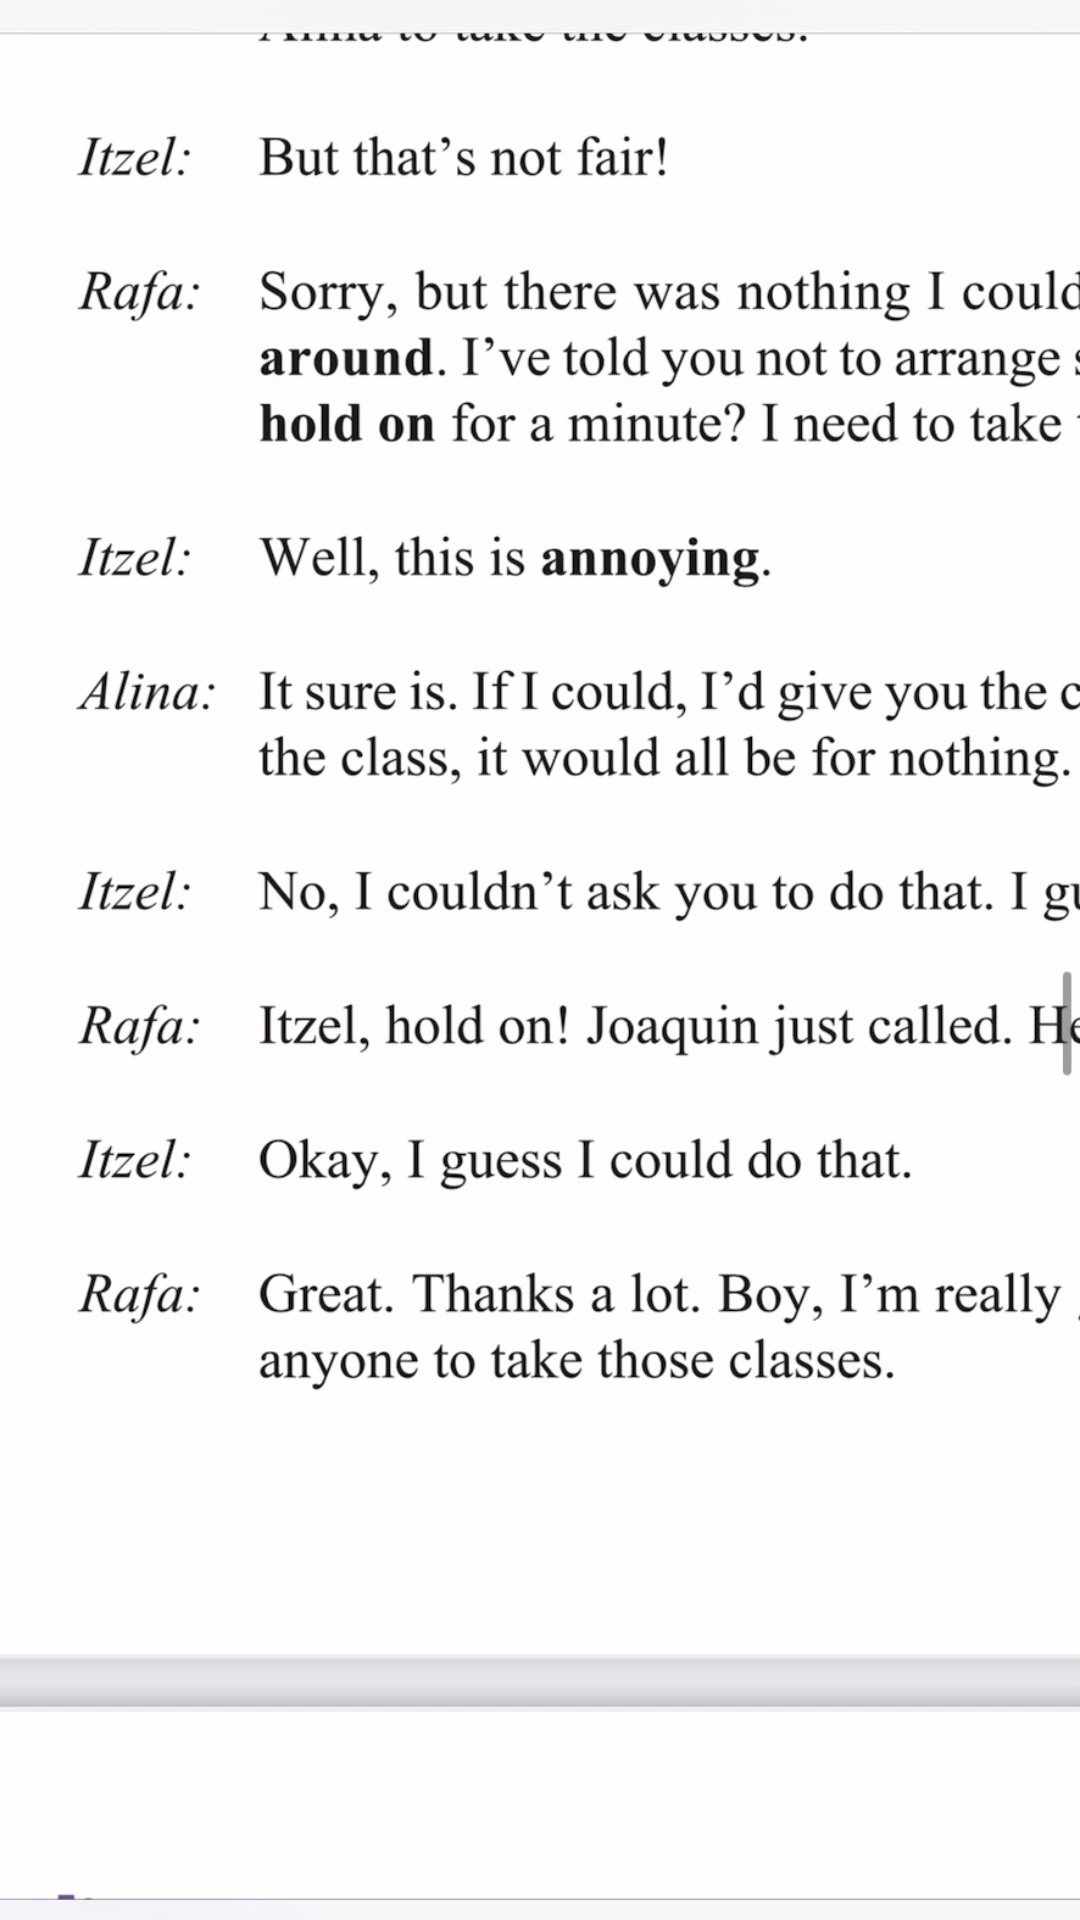 Itzel: But that’s not fair!
Rafa: Sorry, but there was nothing I could
around. I’ve told you not to arrange
hold on for a minute? I need to take
Itzel: Well, this is annoying.
Alina: It sure is. If I could, I’d give you the
the class, it would all be for nothing.
Itzel: No, I couldn’t ask you to do that. I
Rafa: Itzel, hold on! Joaquin just called. He
Itzel: Okay, I guess I could do that.
Rafa: Great. Thanks a lot. Boy, I’m really
anyone to take those classes.